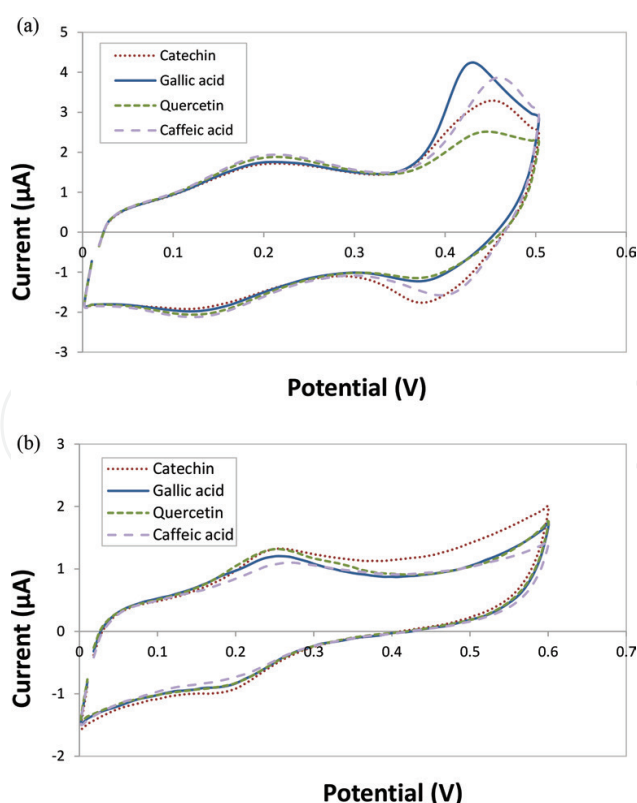 (a)
5
4
3
2
1
0
-1
-2
-3
Catechin
Gallic acid
Quercetin
Caffeic acid
0 0.1 0.2 0.3 0.4 0.5 0.6
Current (µA)
Potential (V)
(b)
3
2
1
0
-1
-2
Catechin
Gallic acid
Quercetin
Caffeic acid
0 0.1 0.2 0.3 0.4 0.5 0.6 0.7
Current (µA)
Potential (V)